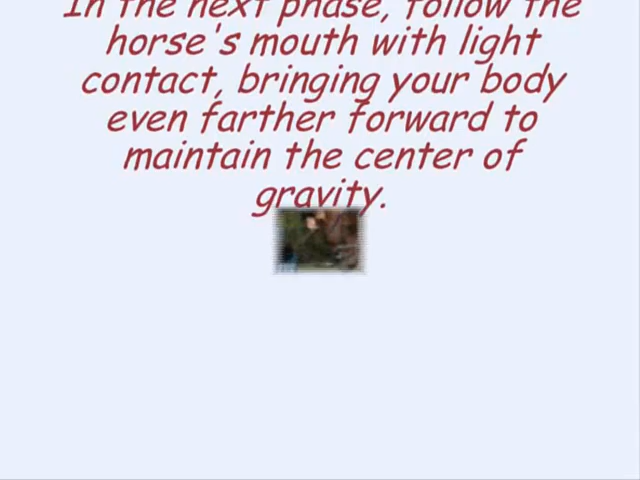 In the next phase, follow the
horse's mouth with light
contact, bringing your body
even farther forward to
maintain the center of
gravity.